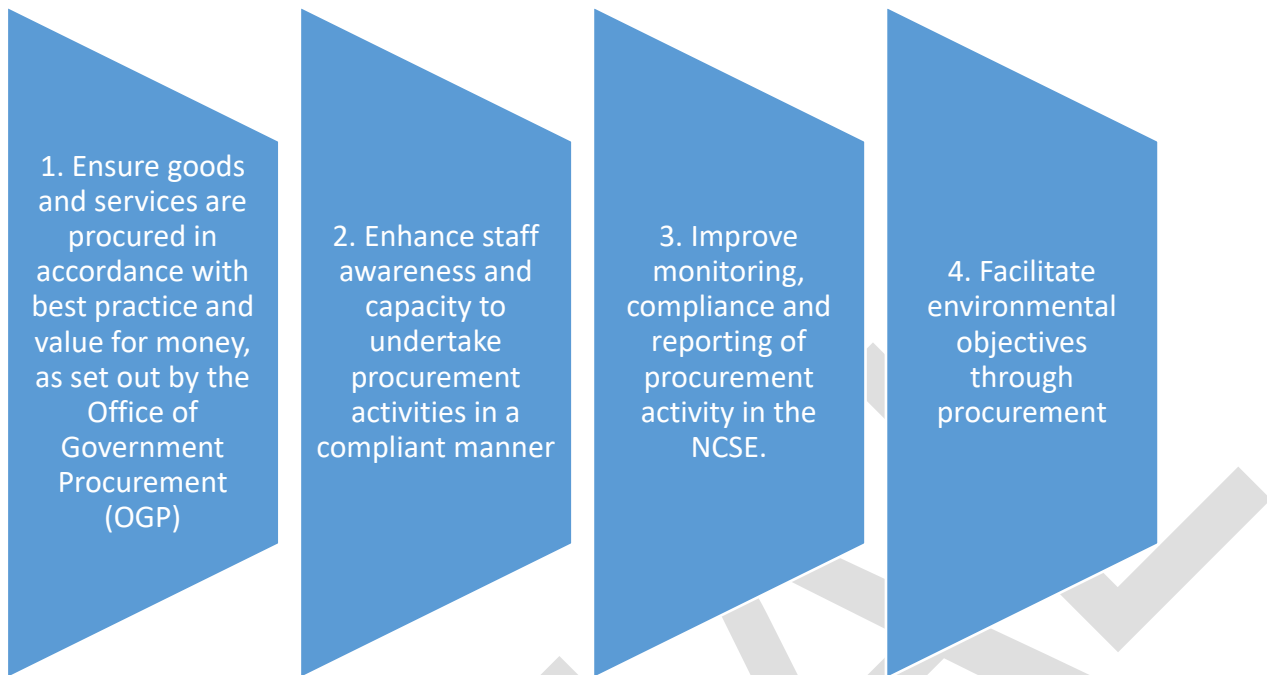 1. Ensure goods
and services are
procured in
accordance with
best practice and
value for money,
as set out by the
Office of
Government
Procurement
(OGP)
2. Enhance staff
awareness and
capacity to
undertake
procurement
activities in a
compliant manner
3. Improve
monitoring,
compliance and
reporting of
procurement
activity in the
NCSE.
4. Facilitate
environmental
objectives
through
procurement